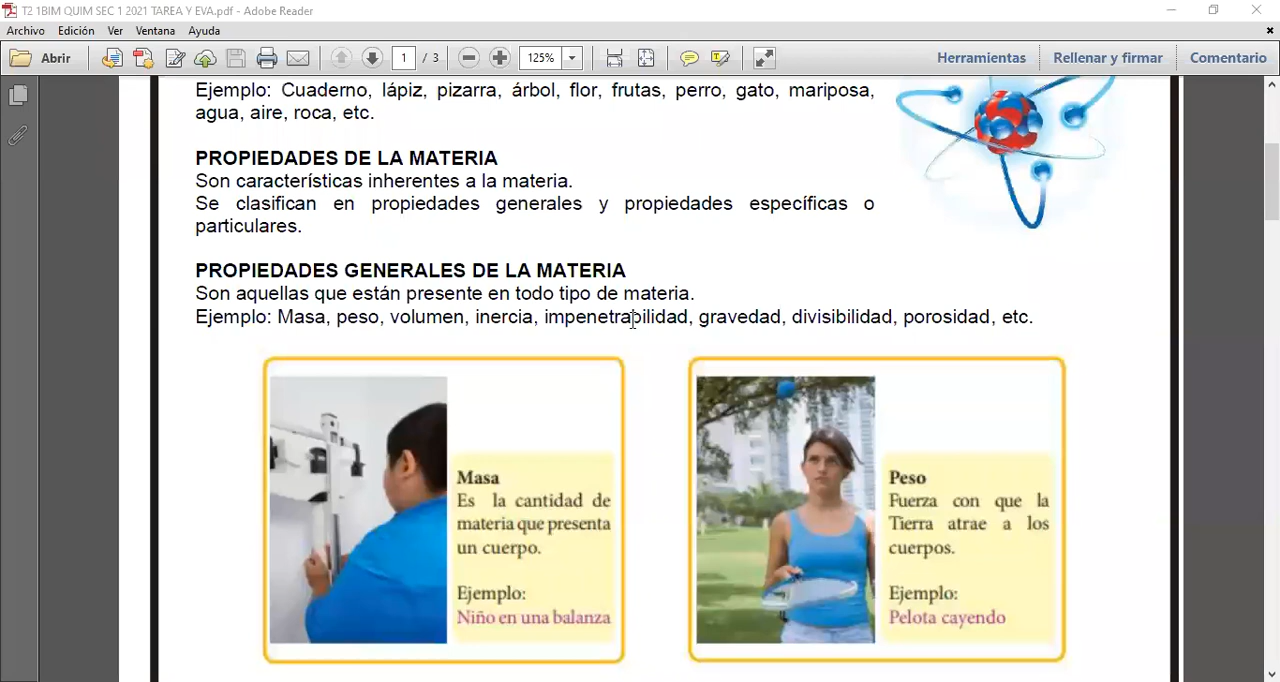 T2 1BIM QUIM SEC 1 2021 TAREA Y EVA.pdf - Adobe Reader
Archivo Edición Ver Ventana Ayuda
Abrir 1 / 3 125% Herramientas Rellenar y firmar Comentario
Ejemplo: Cuaderno, lápiz, pizarra, árbol, flor, frutas, perro, gato, mariposa,
agua, aire, roca, etc.
PROPIEDADES DE LA MATERIA
Son características inherentes a la materia.
Se clasifican en propiedades generales y propiedades específicas o
particulares.
PROPIEDADES GENERALES DE LA MATERIA
Son aquellas que están presente en todo tipo de materia.
Ejemplo: Masa, peso, volumen, inercia, impenetrabilidad, gravedad, divisibilidad, porosidad, etc.
Masa
Es la cantidad de
materia que presenta
un cuerpo.
Ejemplo:
Niño en una balanza
Peso
Fuerza con que la
Tierra atrae a los
cuerpos.
Ejemplo:
Pelota cayendo